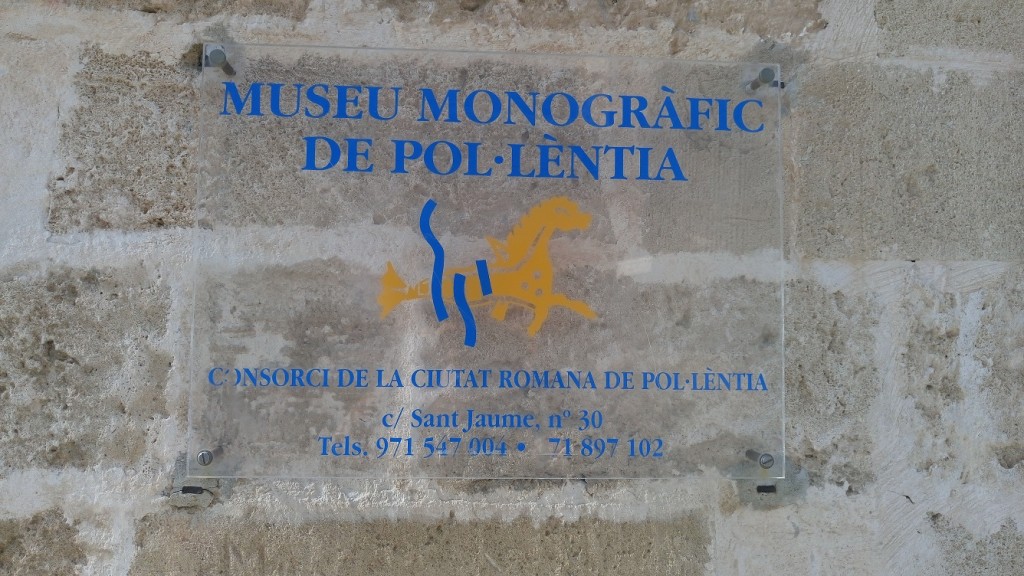 MUSEU MONOGRÀFIC
DE POL·LÈNTIA
CONSORCI DE LA CIUTAT ROMANA DE POL·LÈNTIA
c/ Sant Jaume, nº 30
Tels. 971 547 004 • 71 897 102